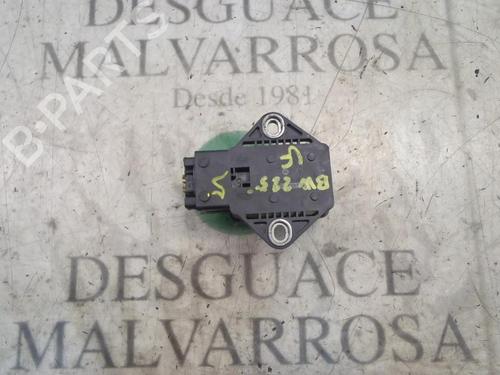 DESGUACE
MALVARROSA
Desde 1981
B-PARTS
BW 225
DESGUACE
MALVARROSA